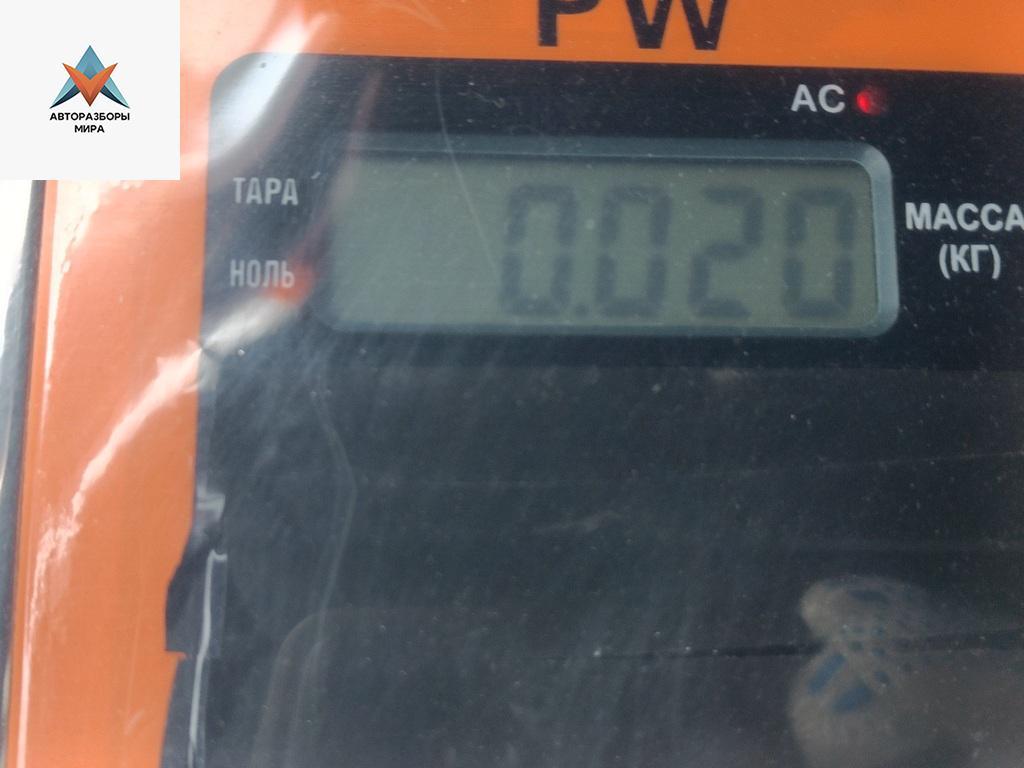 АВТОРАЗБОРЫ
МИРА
PW
AC
ТАРА
НОЛЬ
0.020
МАССА
(КГ)